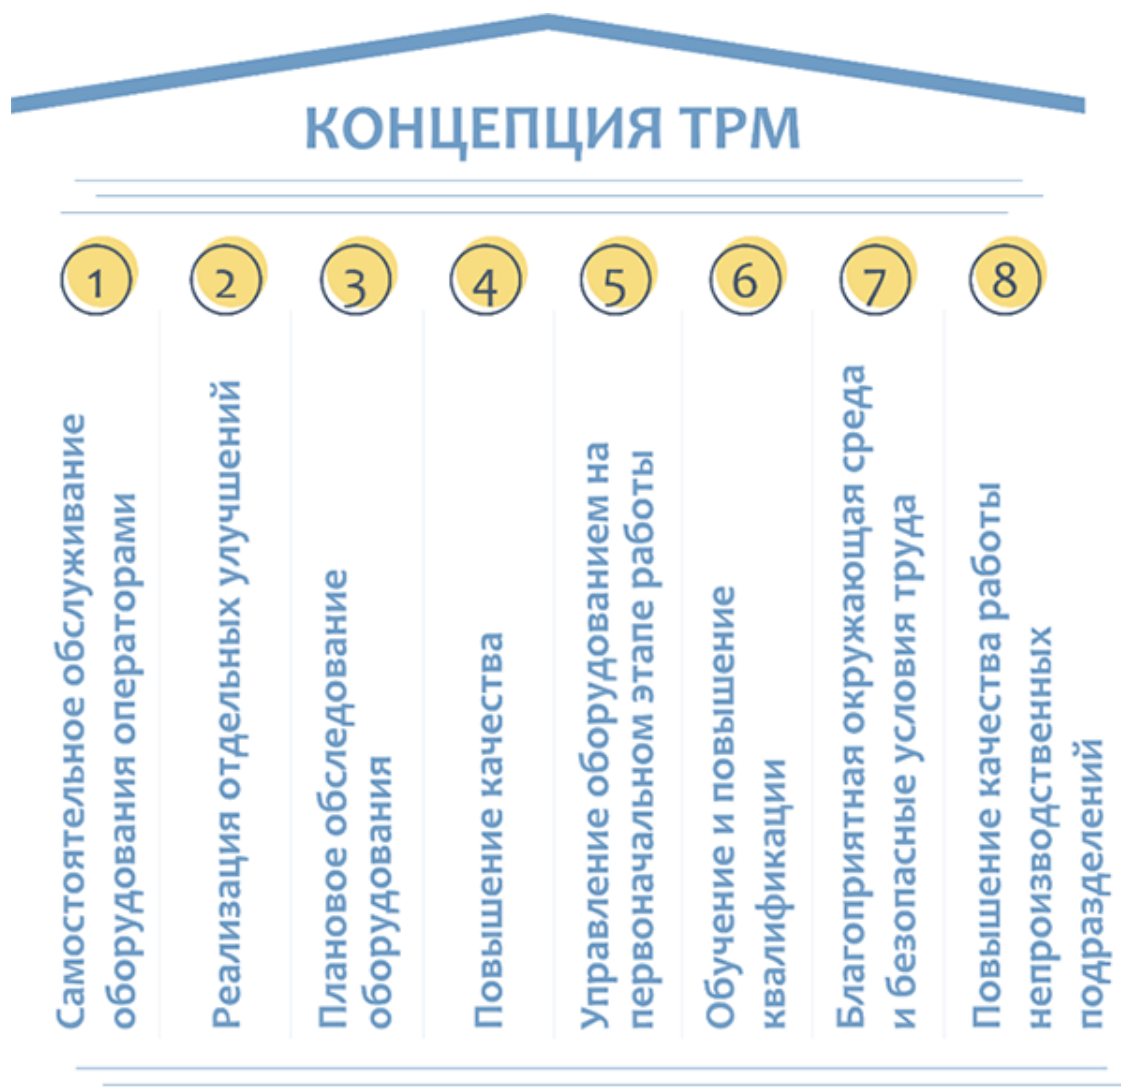 КОНЦЕПЦИЯ ТРМ
1
2
3
4
5
6
7
8
Самостоятельное обслуживание
оборудования операторами
Реализация отдельных улучшений
Плановое обследование
оборудования
Повышение качества
Управление оборудованием на
первоначальном этапе работы
Обучение и повышение
квалификации
Благоприятная окружающая среда
и безопасные условия труда
Повышение качества работы
непроизводственных
подразделений